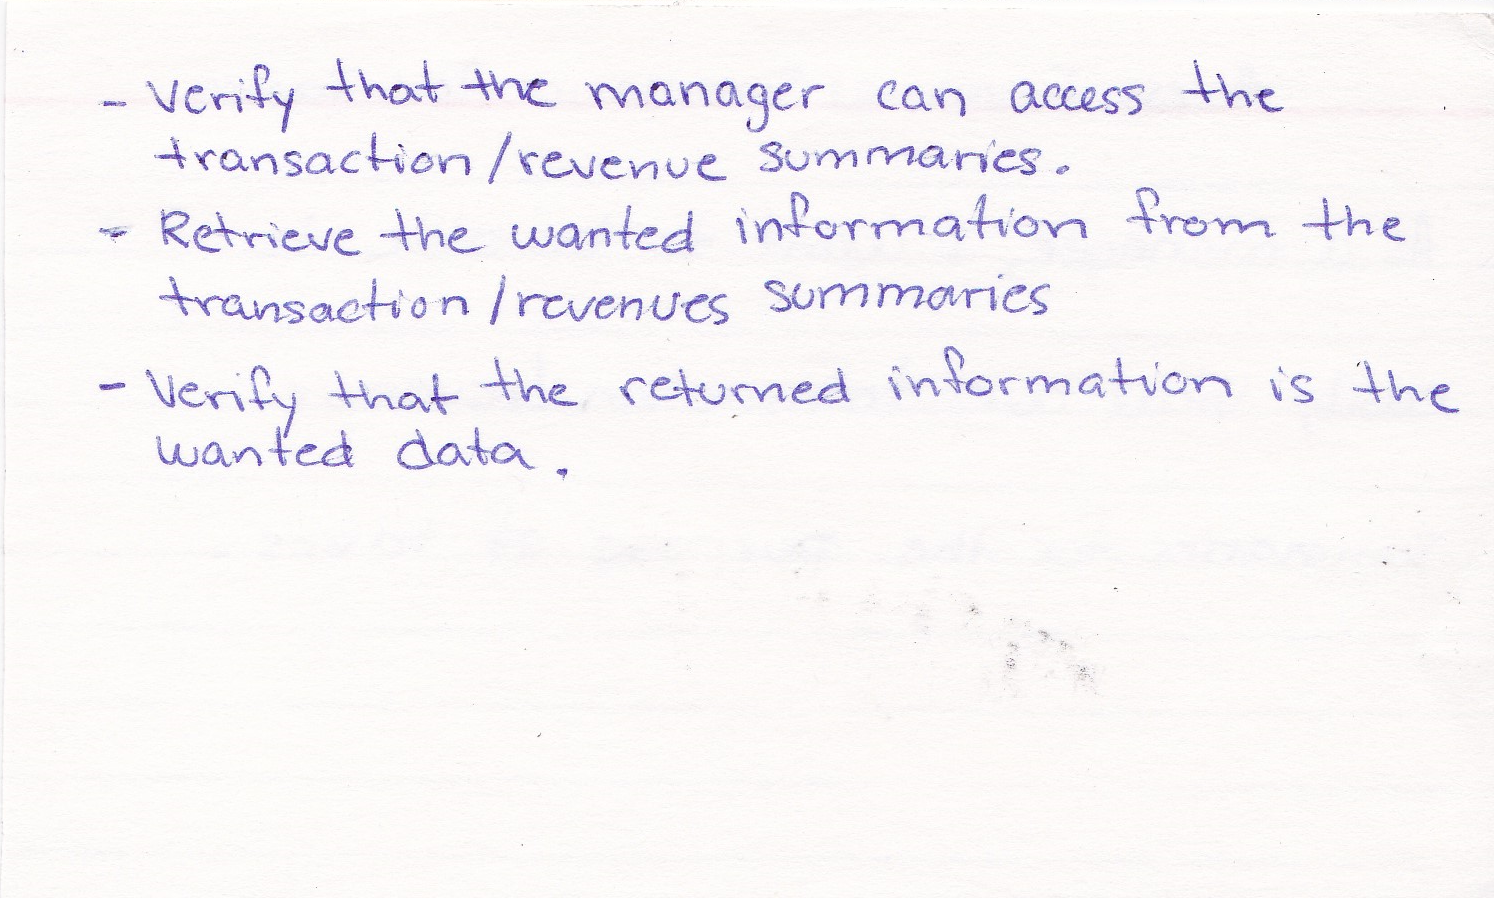 - Verify that the manager can access the
transaction/revenue summaries.
- Retrieve the wanted information from the
transaction/revenues summaries
- Verify that the returned information is the
wanted data.